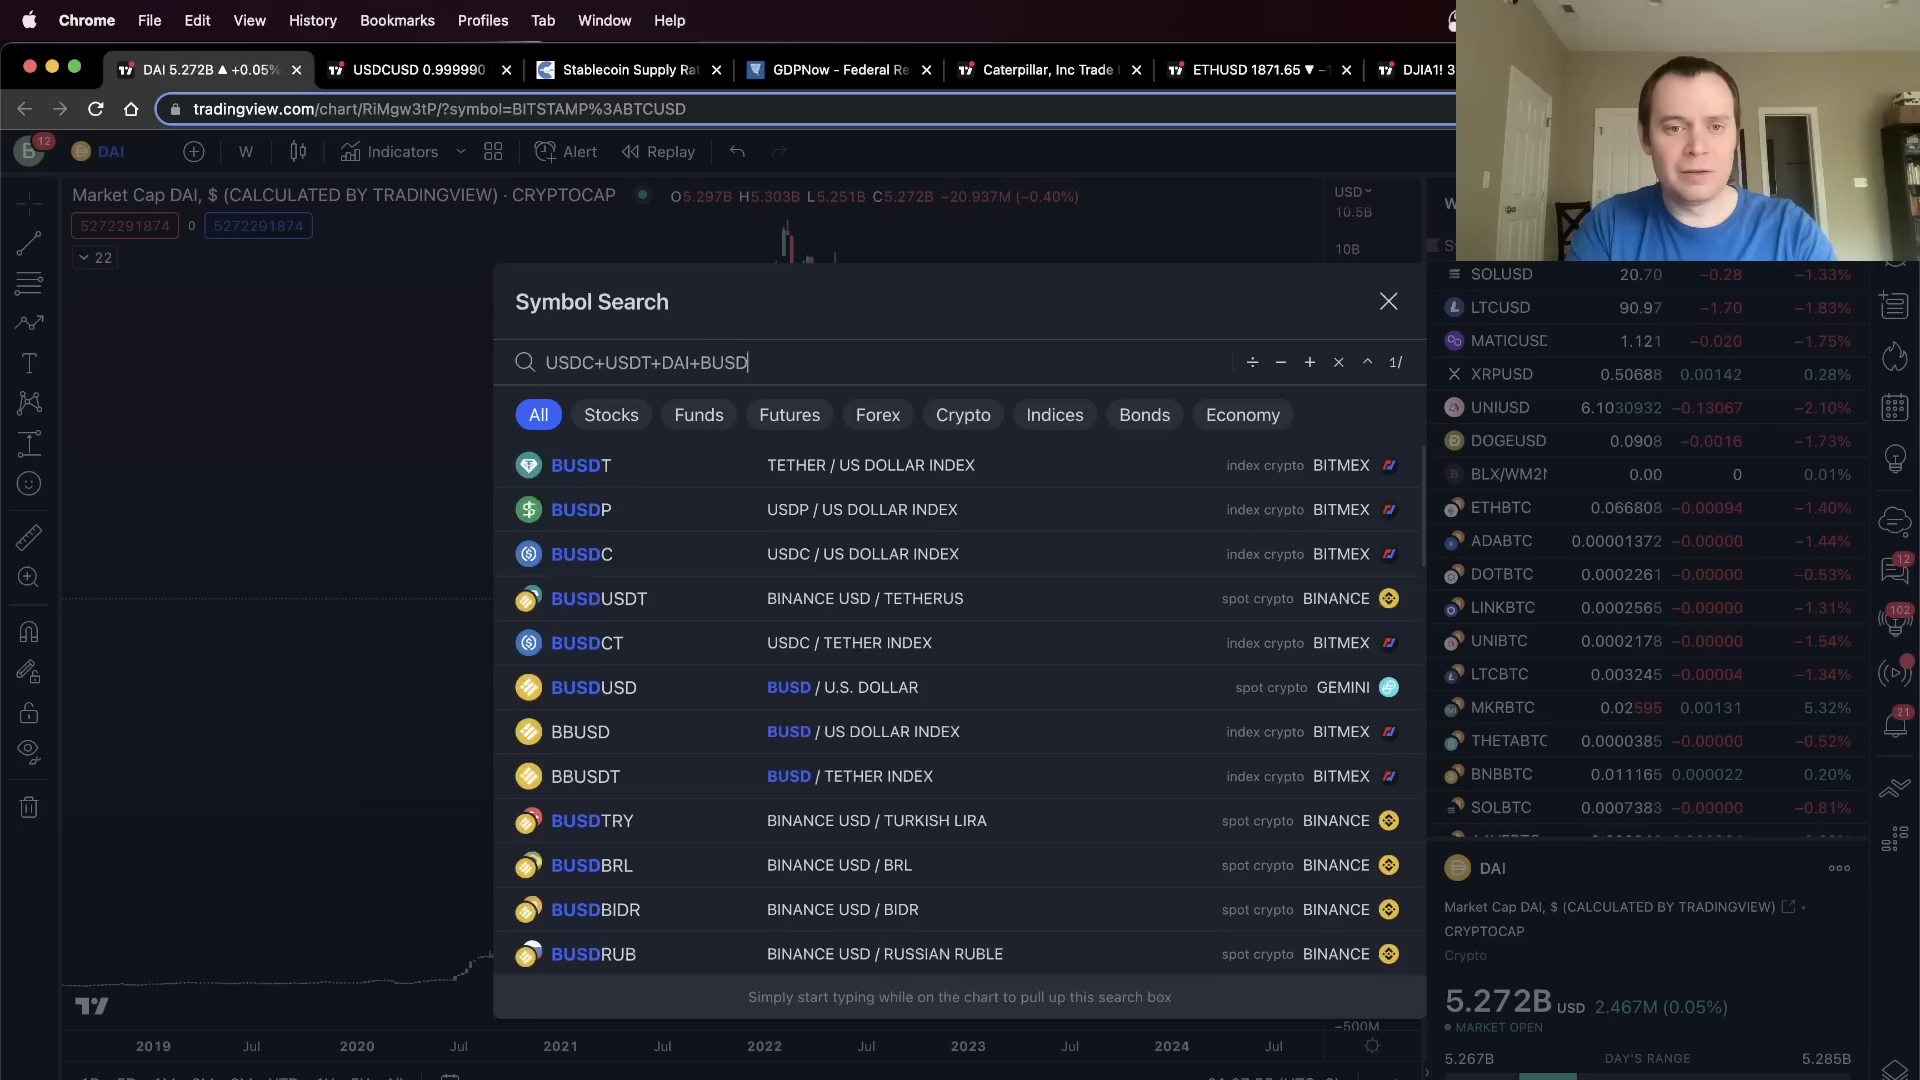 Chrome File Edit View History Bookmarks Profiles Tab Window Help
DAI 5.272B ▲ +0.05% USDCUSD 0.999990 Stablecoin Supply Ra GDPNow – Federal Re Caterpillar, Inc Trade ETHUSD 1871.65 ▼ −1 DJIA1! 3
tradingview.com/chart/RiMgw3tP/?symbol=BITSTAMP%3ABTCUSD
B 12 DAI W Indicators Alert Replay
Market Cap DAI, $ (CALCULATED BY TRADINGVIEW) · CRYPTOCAP O5.297B H5.303B L5.251B C5.272B −20.937M (−0.40%)
5272291874 0 5272291874
22
USD
10.5B
10B
Symbol Search
USDC+USDT+DAI+BUSD
÷ − + × ^ 1/
All Stocks Funds Futures Forex Crypto Indices Bonds Economy
BUSDT TETHER / US DOLLAR INDEX index crypto BITMEX
BUSDP USDP / US DOLLAR INDEX index crypto BITMEX
BUSDC USDC / US DOLLAR INDEX index crypto BITMEX
BUSDUSDT BINANCE USD / TETHERUS spot crypto BINANCE
BUSDCT USDC / TETHER INDEX index crypto BITMEX
BUSDUSD BUSD / U.S. DOLLAR spot crypto GEMINI
BBUSD BUSD / US DOLLAR INDEX index crypto BITMEX
BBUSDT BUSD / TETHER INDEX index crypto BITMEX
BUSDTRY BINANCE USD / TURKISH LIRA spot crypto BINANCE
BUSDBRL BINANCE USD / BRL spot crypto BINANCE
BUSDBIDR BINANCE USD / BIDR spot crypto BINANCE
BUSDRUB BINANCE USD / RUSSIAN RUBLE spot crypto BINANCE
Simply start typing while on the chart to pull up this search box
−500M
2019 Jul 2020 Jul 2021 Jul 2022 Jul 2023 Jul 2024 Jul
SOLUSD 20.70 −0.28 −1.33%
LTCUSD 90.97 −1.70 −1.83%
MATICUSD 1.121 −0.020 −1.75%
XRPUSD 0.50688 0.00142 0.28%
UNIUSD 6.1030932 −0.13067 −2.10%
DOGEUSD 0.0908 −0.0016 −1.73%
BLX/WM2N 0.00 0 0.01%
ETHBTC 0.066808 −0.00094 −1.40%
ADABTC 0.00001372 −0.00000 −1.44%
DOTBTC 0.0002261 −0.00000 −0.53%
LINKBTC 0.0002565 −0.00000 −1.31%
UNIBTC 0.0002178 −0.00000 −1.54%
LTCBTC 0.003245 −0.00000 −1.34%
MKRBTC 0.02595 0.00131 5.32%
THETABTC 0.0000385 −0.00000 −0.52%
BNBBTC 0.011165 0.000022 0.20%
SOLBTC 0.0007383 −0.00000 −0.81%
12
102
21
DAI
Market Cap DAI, $ (CALCULATED BY TRADINGVIEW) ·
CRYPTOCAP
Crypto
5.272B USD 2.467M (0.05%)
MARKET OPEN
5.267B DAY'S RANGE 5.285B